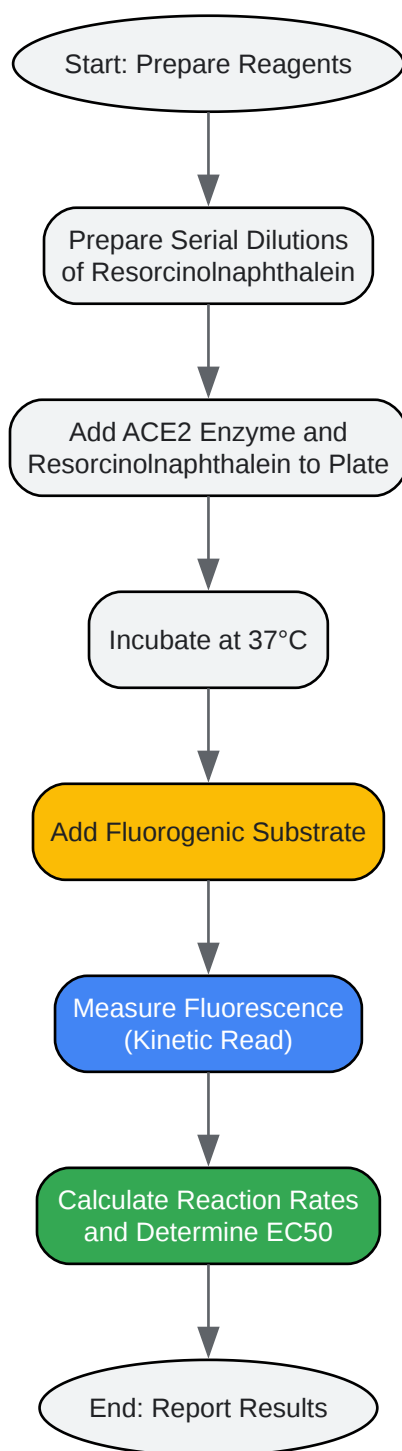 Start: Prepare Reagents
Prepare Serial Dilutions
of Resorcinolnaphthalein
Add ACE2 Enzyme and
Resorcinolnaphthalein to Plate
Incubate at 37°C
Add Fluorogenic Substrate
Measure Fluorescence
(Kinetic Read)
Calculate Reaction Rates
and Determine EC50
End: Report Results